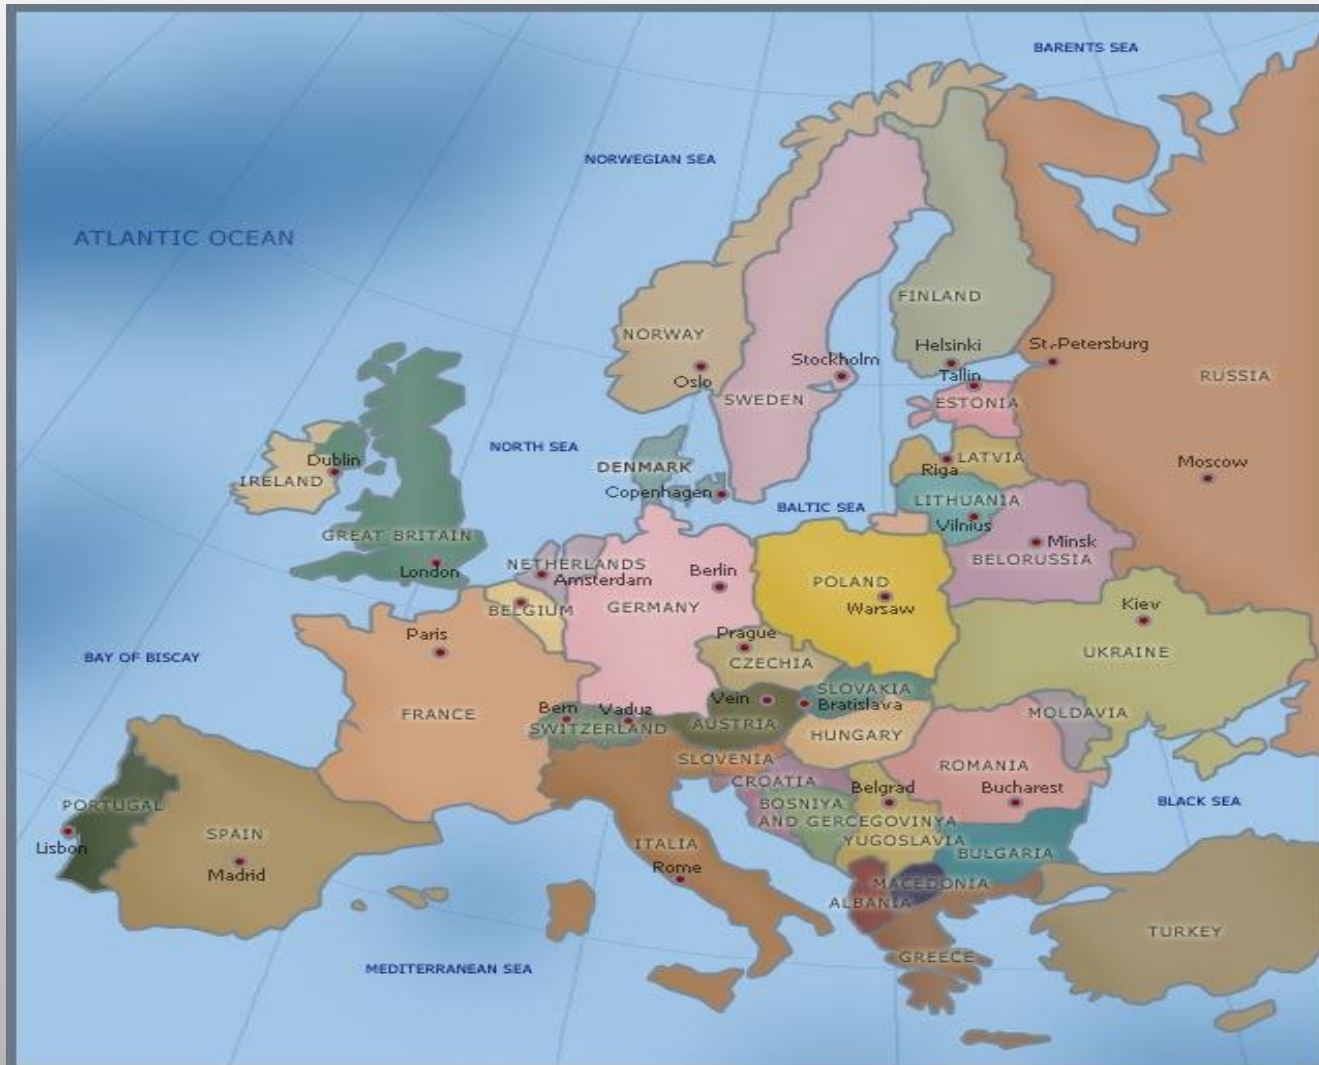 BARENTS SEA
NORWEGIAN SEA
ATLANTIC OCEAN
FINLAND
NORWAY
Helsinki
St.-Petersburg
Stockholm
Oslo
Tallin
RUSSIA
SWEDEN
ESTONIA
NORTH SEA
Dublin
LATVIA
Riga
Moscow
DENMARK
IRELAND
Copenhagen
LITHUANIA
BALTIC SEA
Vilnius
GREAT BRITAIN
Minsk
BELORUSSIA
NETHERLANDS
London
Amsterdam
Berlin
POLAND
GERMANY
BELGIUM
Warsaw
Kiev
Paris
Prague
UKRAINE
BAY OF BISCAY
CZECHIA
SLOVAKIA
Vein
Bratislava
Bern
Vaduz
FRANCE
SWITZERLAND
AUSTRIA
MOLDAVIA
HUNGARY
SLOVENIA
ROMANIA
CROATIA
Belgrad
Bucharest
PORTUGAL
BOSNIYA
AND GERCEGOVINYA
BLACK SEA
SPAIN
ITALIA
YUGOSLAVIA
Lisbon
BULGARIA
Rome
Madrid
MACEDONIA
ALBANIA
TURKEY
GREECE
MEDITERRANEAN SEA